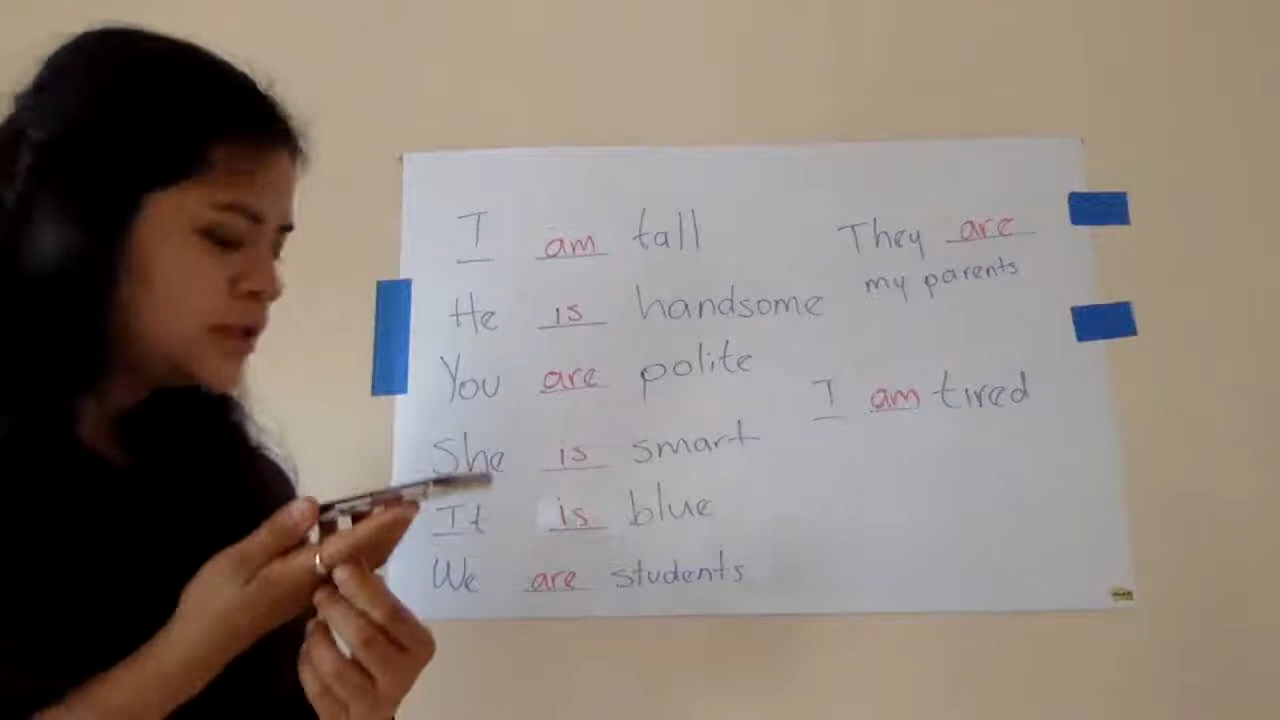 I am tall
He is handsome
You are polite
She is smart
It is blue
We are students
They are
my parents
I am tired